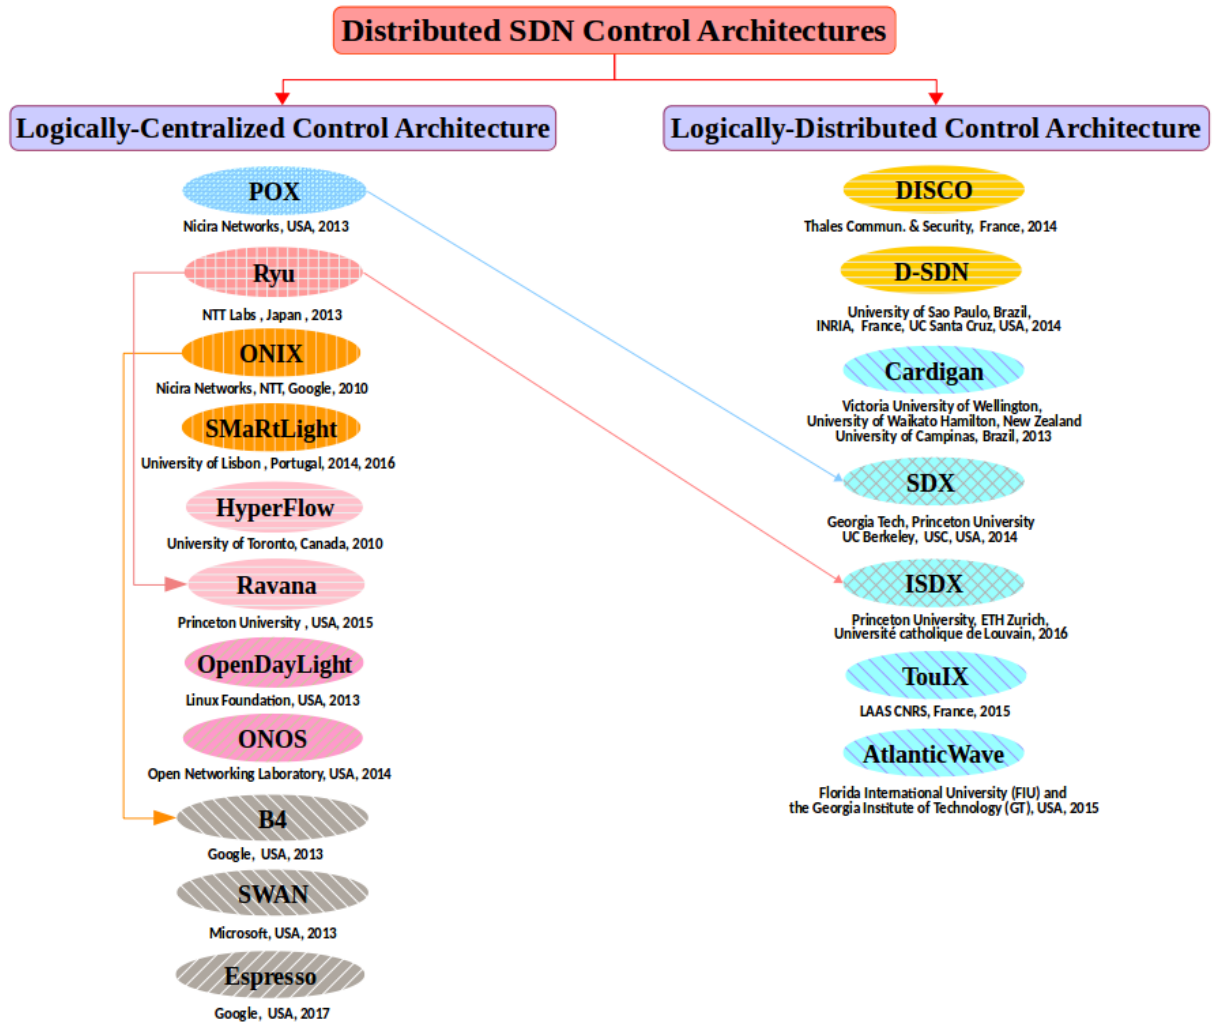 Distributed SDN Control Architectures
Logically-Centralized Control Architecture
POX
Nicira Networks, USA, 2013
Ryu
NTT Labs , Japan , 2013
ONIX
Nicira Networks, NTT, Google, 2010
SMaRtLight
University of Lisbon , Portugal, 2014, 2016
HyperFlow
University of Toronto, Canada, 2010
Ravana
Princeton University , USA, 2015
OpenDayLight
Linux Foundation, USA, 2013
ONOS
Open Networking Laboratory, USA, 2014
B4
Google, USA, 2013
SWAN
Microsoft, USA, 2013
Espresso
Google, USA, 2017
Logically-Distributed Control Architecture
DISCO
Thales Commun. & Security, France, 2014
D-SDN
University of Sao Paulo, Brazil,
INRIA, France, UC Santa Cruz, USA, 2014
Cardigan
Victoria University of Wellington,
University of Waikato Hamilton, New Zealand
University of Campinas, Brazil, 2013
SDX
Georgia Tech, Princeton University
UC Berkeley, USC, USA, 2014
ISDX
Princeton University, ETH Zurich,
Université catholique de Louvain, 2016
TouIX
LAAS CNRS, France, 2015
AtlanticWave
Florida International University (FIU) and
the Georgia Institute of Technology (GT), USA, 2015